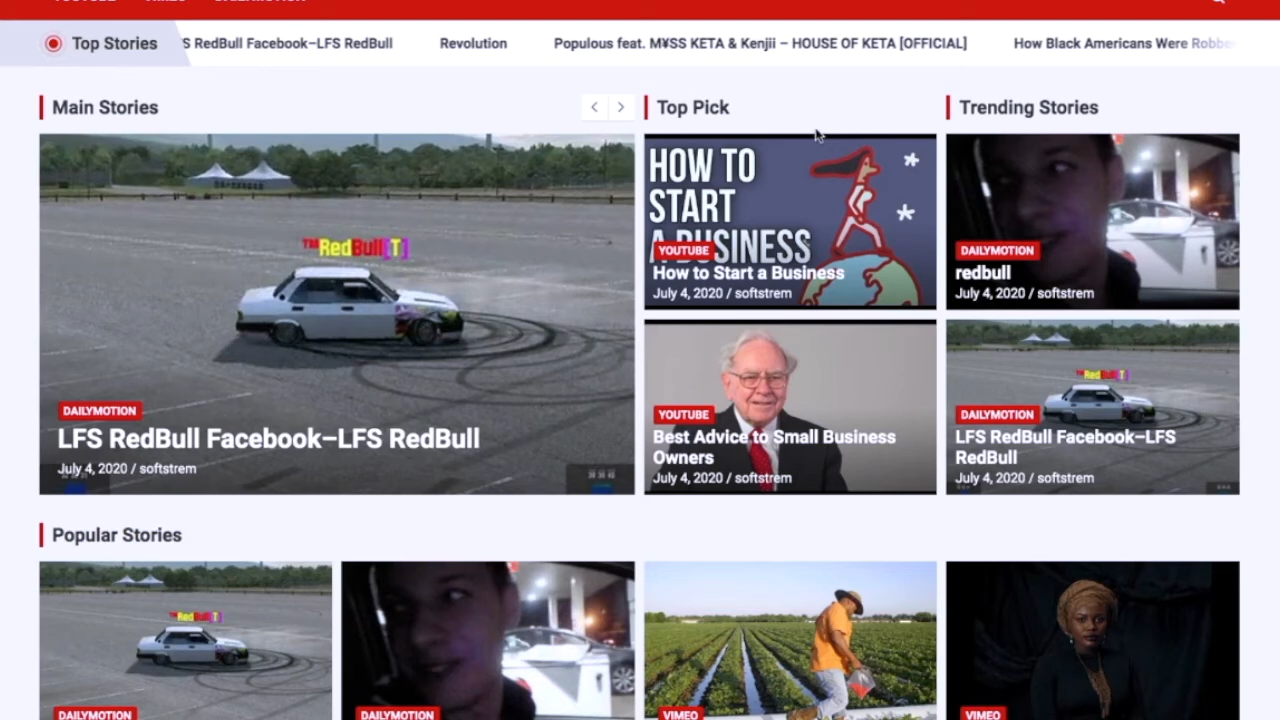 Top Stories
S RedBull Facebook–LFS RedBull
Revolution
Populous feat. M¥SS KETA & Kenjii – HOUSE OF KETA [OFFICIAL]
How Black Americans Were Robbe
Main Stories
RedBull[T]
DAILYMOTION
LFS RedBull Facebook–LFS RedBull
July 4, 2020 / softstrem
Top Pick
HOW TO
START
A BUSINESS
YOUTUBE
How to Start a Business
July 4, 2020 / softstrem
YOUTUBE
Best Advice to Small Business
Owners
July 4, 2020 / softstrem
Trending Stories
DAILYMOTION
redbull
July 4, 2020 / softstrem
RedBull[T]
DAILYMOTION
LFS RedBull Facebook–LFS
RedBull
July 4, 2020 / softstrem
Popular Stories
RedBull[T]
DAILYMOTION
DAILYMOTION
VIMEO
VIMEO